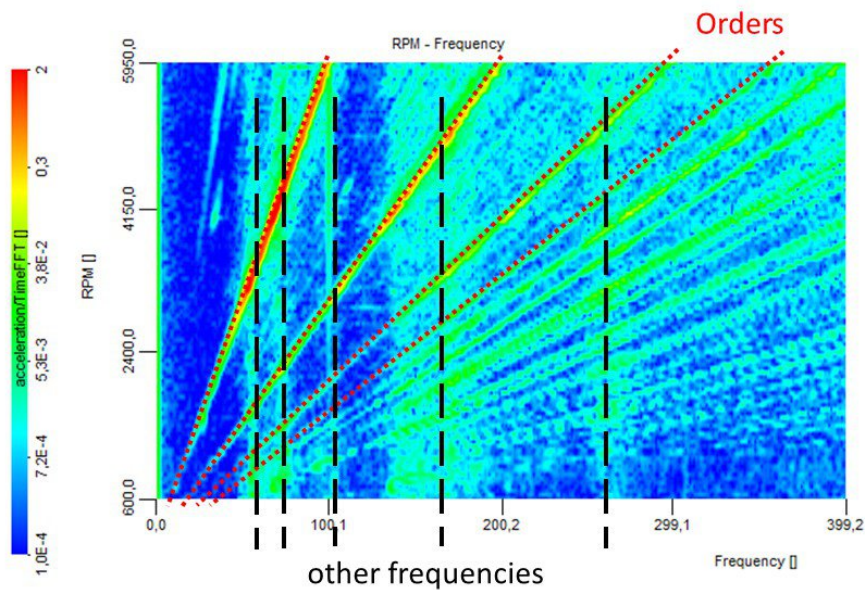 Orders
RPM - Frequency
2
0,3
3,8E-2
5,3E-3
7,2E-4
1,0E-4
acceleration/TimeFFT []
RPM []
5950,0
4150,0
2400,0
600,0
0,0
100,1
200,2
299,1
399,2
Frequency []
other frequencies